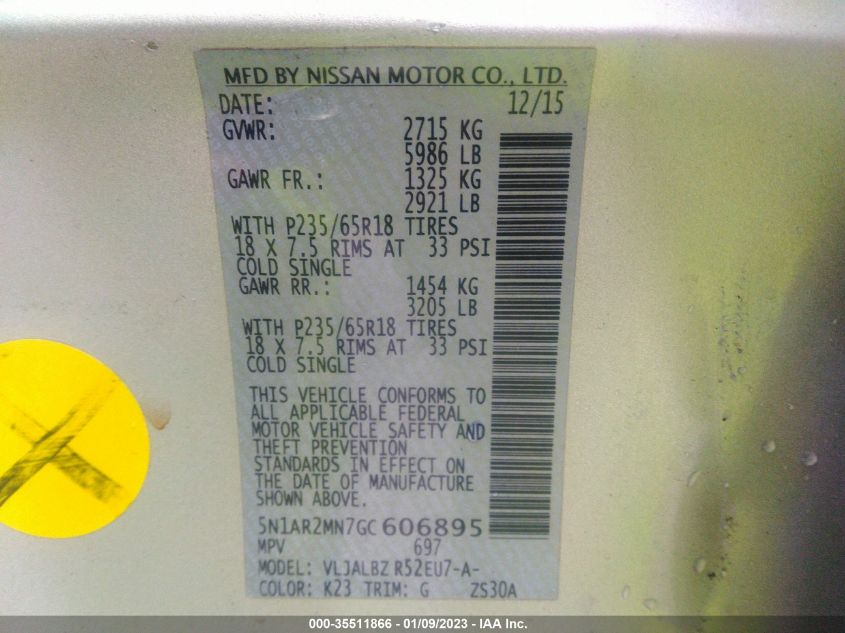 MFD BY NISSAN MOTOR CO., LTD.
DATE: 12/15
GVWR: 2715 KG
5986 LB
GAWR FR.: 1325 KG
2921 LB
WITH P235/65R18 TIRES
18 X 7.5 RIMS AT 33 PSI
COLD SINGLE
GAWR RR.: 1454 KG
3205 LB
WITH P235/65R18 TIRES
18 X 7.5 RIMS AT 33 PSI
COLD SINGLE
THIS VEHICLE CONFORMS TO
ALL APPLICABLE FEDERAL
MOTOR VEHICLE SAFETY AND
THEFT PREVENTION
STANDARDS IN EFFECT ON
THE DATE OF MANUFACTURE
SHOWN ABOVE.
5N1AR2MN7GC 606895
MPV 697
MODEL: VLJALBZ R52EU7-A-
COLOR: K23 TRIM: G ZS30A
000-35511866 - 01/09/2023 - IAA Inc.